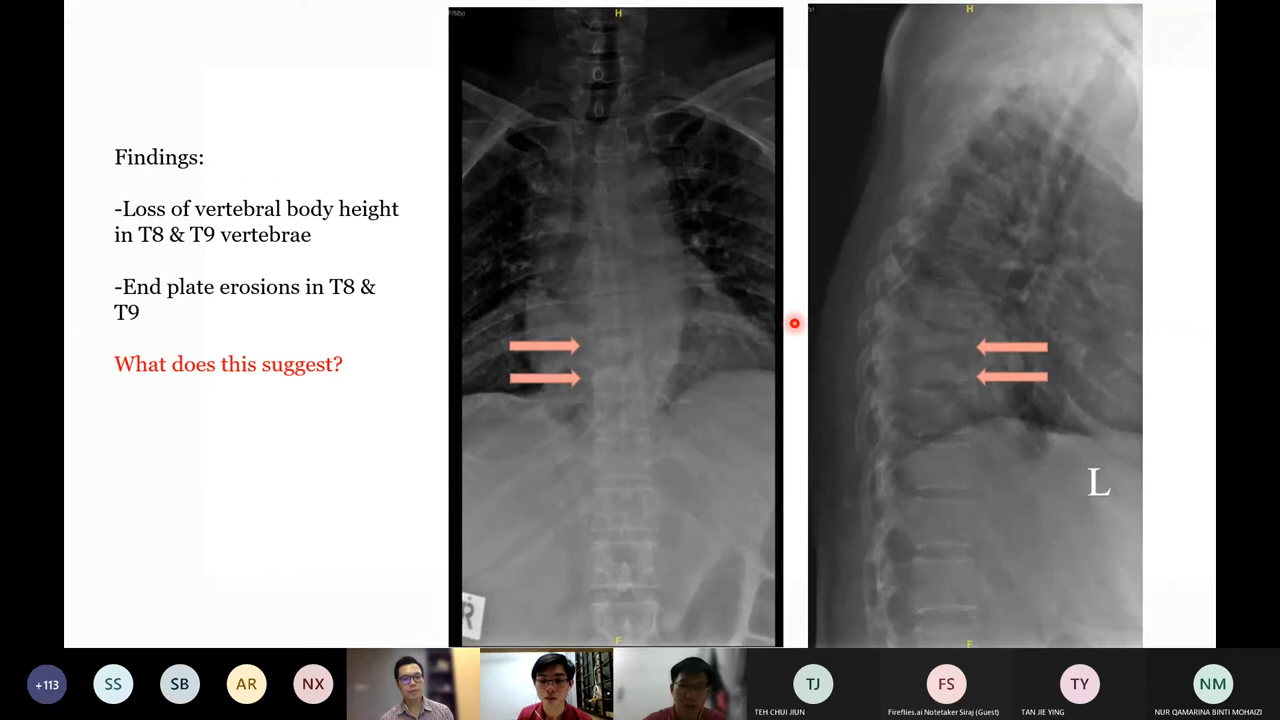 H
H
Findings:
-Loss of vertebral body height
in T8 & T9 vertebrae
-End plate erosions in T8 &
T9
What does this suggest?
L
R
F
F
+113
SS
SB
AR
NX
TJ
FS
TY
NM
TEH CHUI JIUN
Fireflies.ai Notetaker Siraj (Guest)
TAN JIE YING
NUR QAMARINA BINTI MOHAIZI